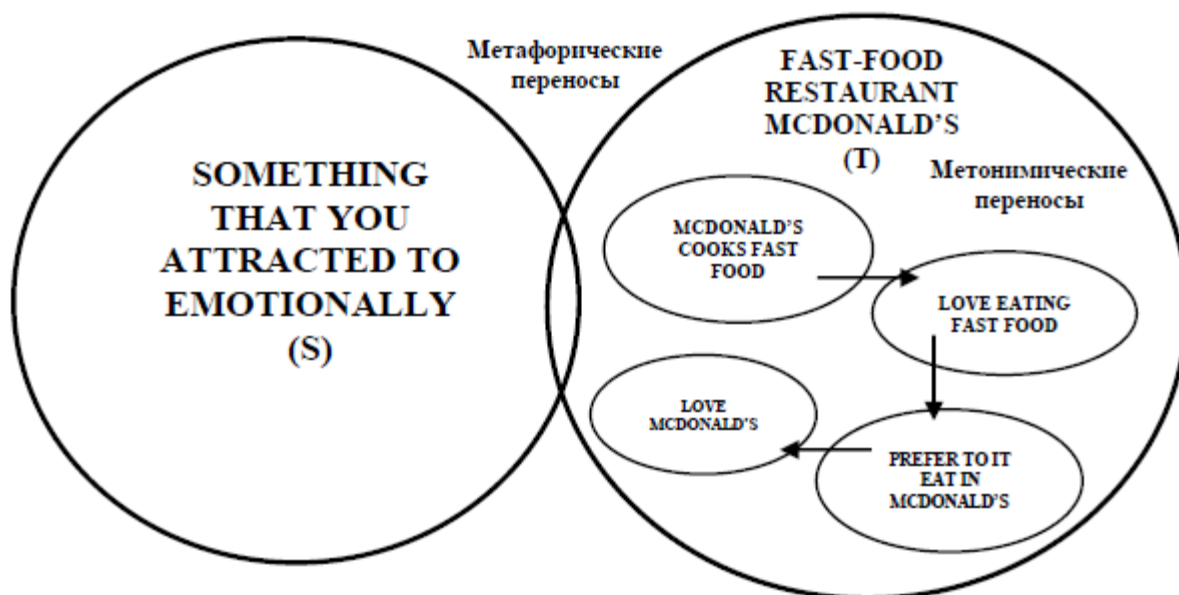 SOMETHING
THAT YOU
ATTRACTED TO
EMOTIONALLY
(S)
Метафорические
переносы
FAST-FOOD
RESTAURANT
MCDONALD’S
(T)
Метонимические
переносы
MCDONALD’S
COOKS FAST
FOOD
LOVE EATING
FAST FOOD
PREFER TO IT
EAT IN
MCDONALD’S
LOVE
MCDONALD’S